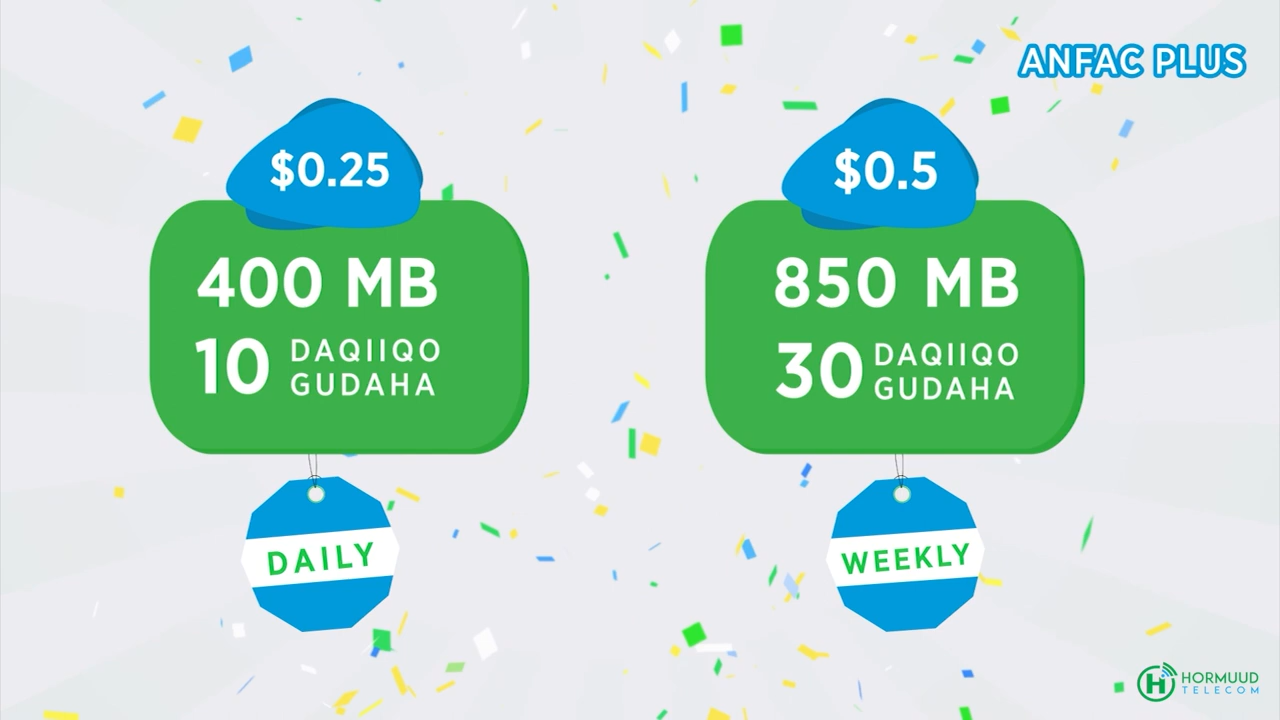 ANFAC PLUS
$0.25
400 MB
10 DAQIIQO
GUDAHA
DAILY
$0.5
850 MB
30 DAQIIQO
GUDAHA
WEEKLY
HORMUUD
TELECOM